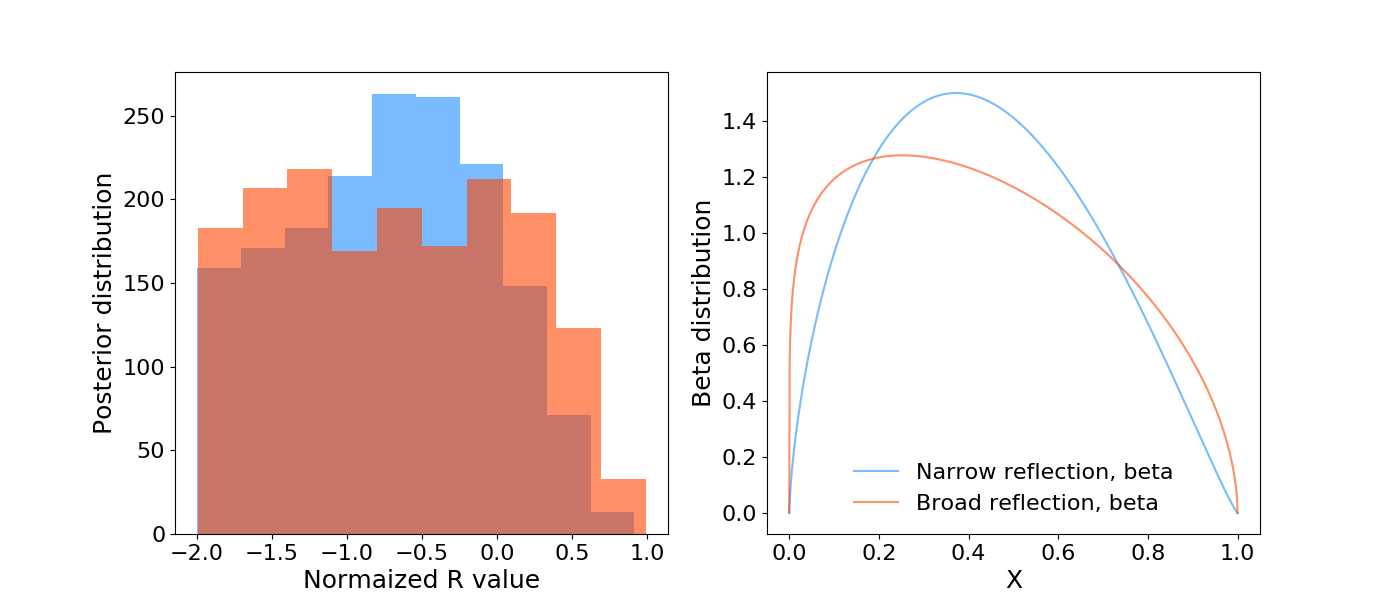 Posterior distribution
250
200
150
100
50
0
−2.0 −1.5 −1.0 −0.5 0.0 0.5 1.0
Normaized R value
Beta distribution
1.4
1.2
1.0
0.8
0.6
0.4
0.2
0.0
Narrow reflection, beta
Broad reflection, beta
0.0 0.2 0.4 0.6 0.8 1.0
X